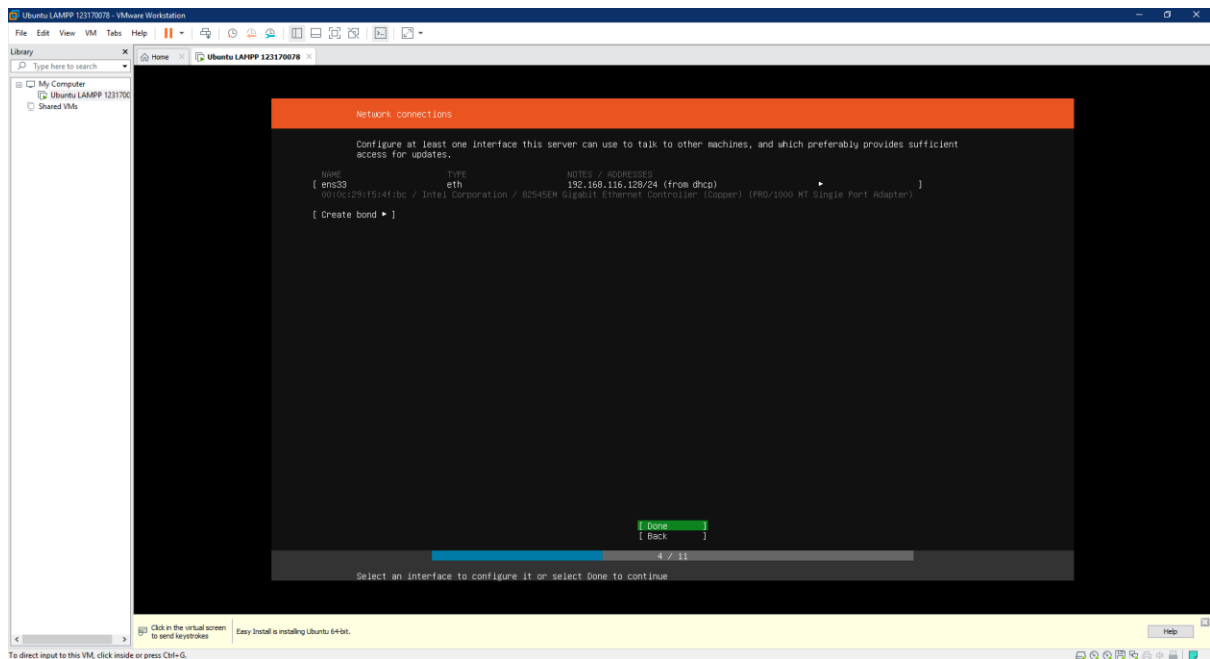 Ubuntu LAMPP 123170078 - VMware Workstation
File Edit View VM Tabs Help
Library
Home
Ubuntu LAMPP 123170078
Type here to search
My Computer
Ubuntu LAMPP 1231700
Shared VMs
Network connections
Configure at least one interface this server can use to talk to other machines, and which preferably provides sufficient
access for updates.
NAME TYPE NOTES / ADDRESSES
[ ens33 eth 192.168.116.128/24 (from dhcp) ▸ ]
00:0c:29:f5:4f:bc / Intel Corporation / 82545EM Gigabit Ethernet Controller (Copper) (PRO/1000 MT Single Port Adapter)
[ Create bond ▸ ]
[ Done ]
[ Back ]
4 / 11
Select an interface to configure it or select Done to continue
Click in the virtual screen
to send keystrokes
Easy Install is installing Ubuntu 64-bit.
Help
To direct input to this VM, click inside or press Ctrl+G.